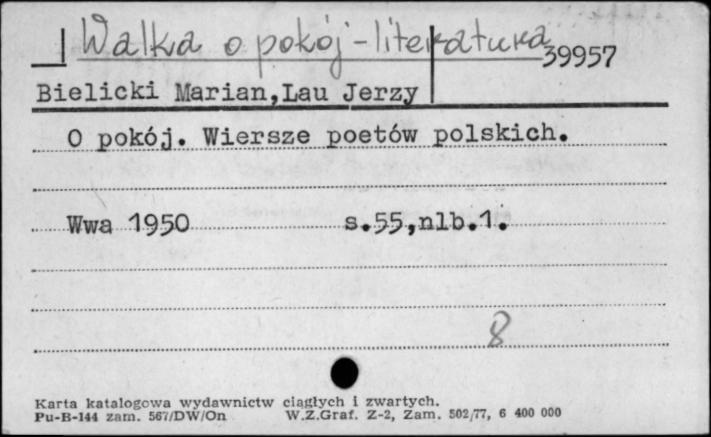 Walka o pokój - literatura
39957
Bielicki Marian,Lau Jerzy
O pokój. Wiersze poetów polskich.
Wwa 1950 s.55,nlb.1.
8
Karta katalogowa wydawnictw ciągłych i zwartych.
Pu-B-144 zam. 567/DW/On W.Z.Graf. Z-2, Zam. 502/77, 6 400 000